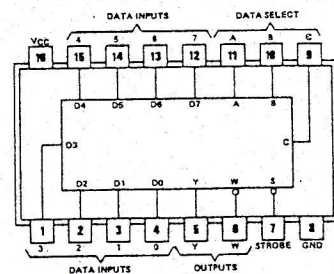 DATA INPUTS DATA SELECT
VCC 4 5 6 7 A B C
16 15 14 13 12 11 10 9
D4 D5 D6 D7 A B
D3 C
D2 D1 D0 Y W S
1 2 3 4 5 6 7 8
3 2 1 0 Y W STROBE GND
DATA INPUTS OUTPUTS